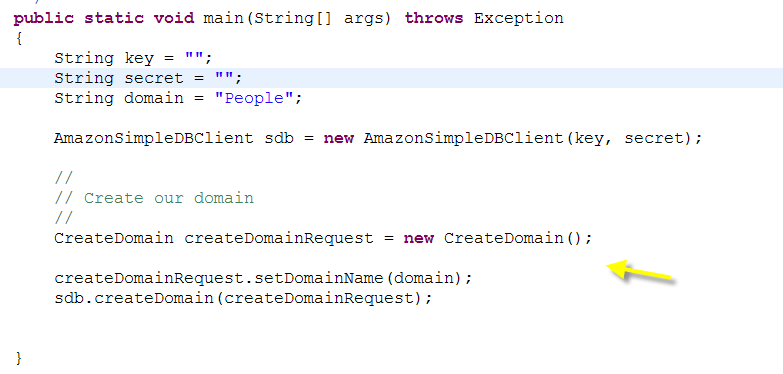 public static void main(String[] args) throws Exception
{
String key = "";
String secret = "";
String domain = "People";
AmazonSimpleDBClient sdb = new AmazonSimpleDBClient(key, secret);
//
// Create our domain
//
CreateDomain createDomainRequest = new CreateDomain();
createDomainRequest.setDomainName(domain);
sdb.createDomain(createDomainRequest);
}